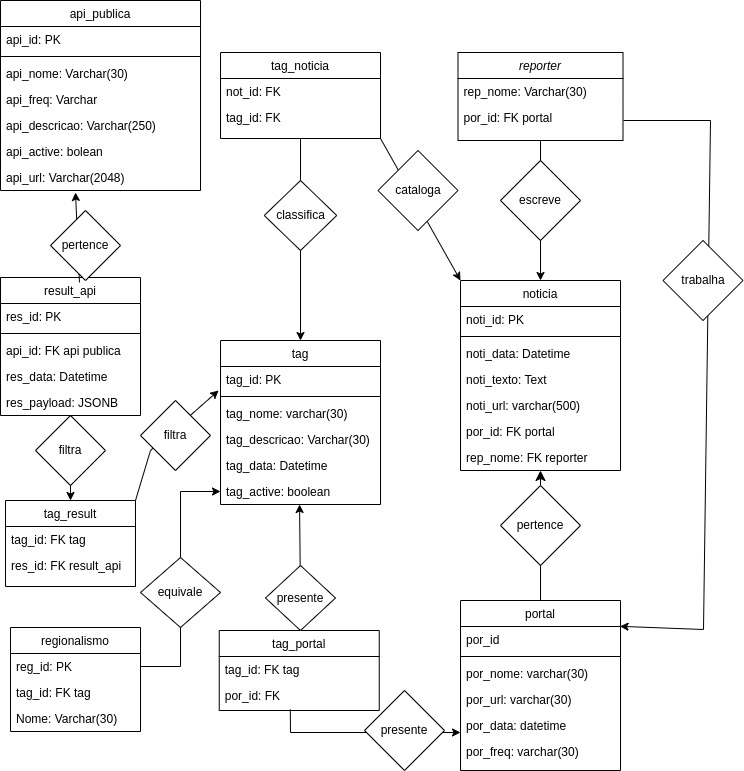 api_publica
api_id: PK
api_nome: Varchar(30)
api_freq: Varchar
api_descricao: Varchar(250)
api_active: bolean
api_url: Varchar(2048)
pertence
result_api
res_id: PK
api_id: FK api publica
res_data: Datetime
res_payload: JSONB
filtra
tag_result
tag_id: FK tag
res_id: FK result_api
filtra
regionalismo
reg_id: PK
tag_id: FK tag
Nome: Varchar(30)
equivale
tag_noticia
not_id: FK
tag_id: FK
classifica
cataloga
tag
tag_id: PK
tag_nome: varchar(30)
tag_descricao: Varchar(30)
tag_data: Datetime
tag_active: boolean
presente
tag_portal
tag_id: FK tag
por_id: FK
presente
reporter
rep_nome: Varchar(30)
por_id: FK portal
escreve
trabalha
noticia
noti_id: PK
noti_data: Datetime
noti_texto: Text
noti_url: varchar(500)
por_id: FK portal
rep_nome: FK reporter
pertence
portal
por_id
por_nome: varchar(30)
por_url: varchar(30)
por_data: datetime
por_freq: varchar(30)